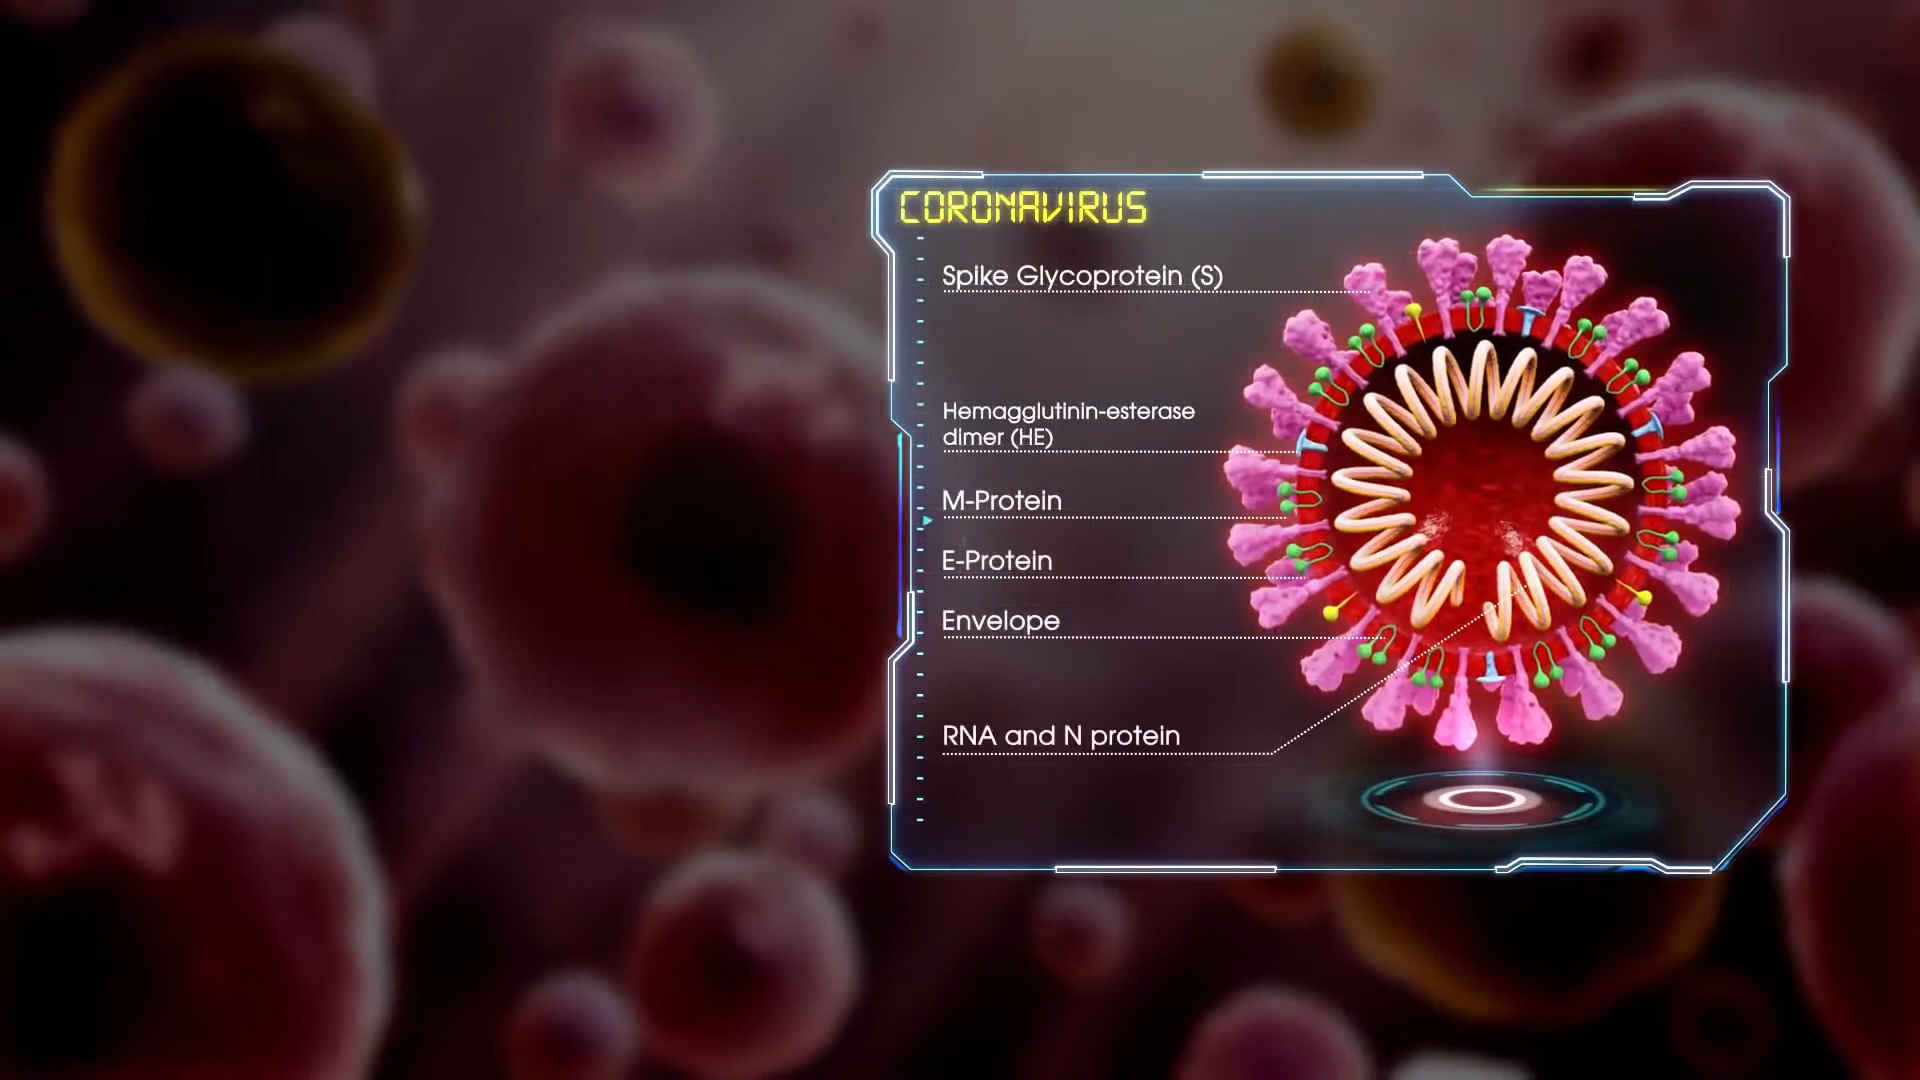 CORONAVIRUS
Spike Glycoprotein (S)
Hemagglutinin-esterase
dimer (HE)
M-Protein
E-Protein
Envelope
RNA and N protein